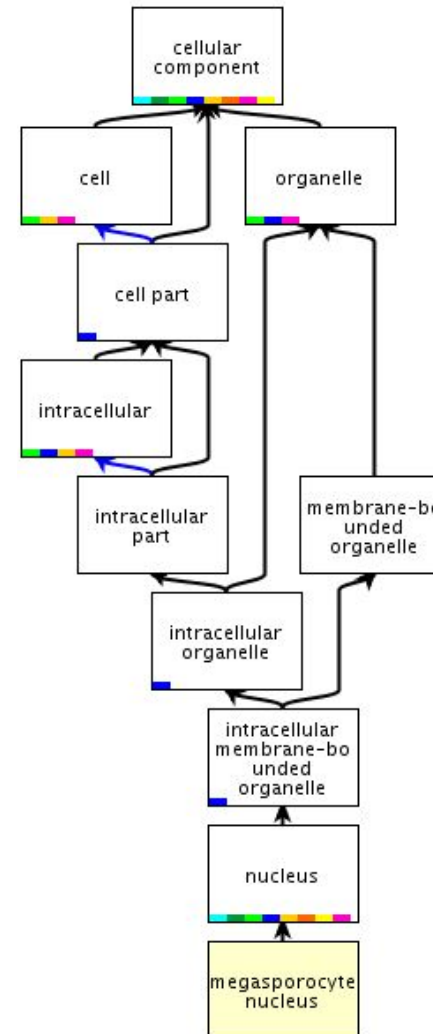 cellular
component
cell
organelle
cell part
intracellular
intracellular
part
membrane-bo
unded
organelle
intracellular
organelle
intracellular
membrane-bo
unded
organelle
nucleus
megasporocyte
nucleus